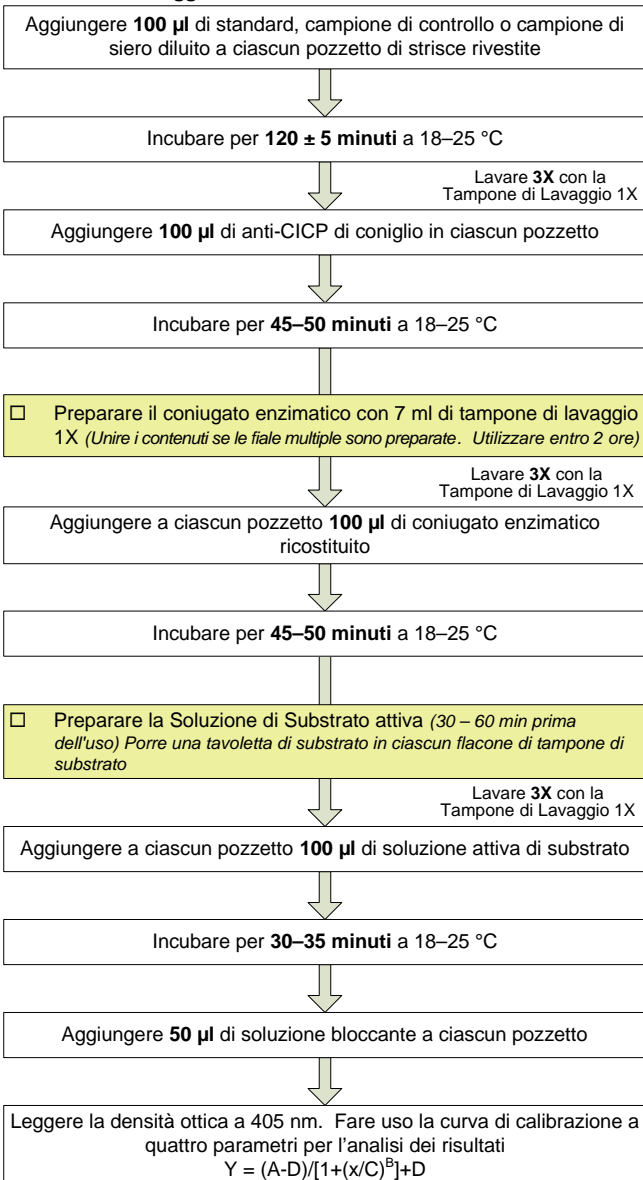 Aggiungere 100 µl di standard, campione di controllo o campione di
siero diluito a ciascun pozzetto di strisce rivestite
Incubare per 120 ± 5 minuti a 18–25 °C
Lavare 3X con la
Tampone di Lavaggio 1X
Aggiungere 100 µl di anti-CICP di coniglio in ciascun pozzetto
Incubare per 45–50 minuti a 18–25 °C
☐ Preparare il coniugato enzimatico con 7 ml di tampone di lavaggio
1X (Unire i contenuti se le fiale multiple sono preparate. Utilizzare entro 2 ore)
Lavare 3X con la
Tampone di Lavaggio 1X
Aggiungere a ciascun pozzetto 100 µl di coniugato enzimatico
ricostituito
Incubare per 45–50 minuti a 18–25 °C
☐ Preparare la Soluzione di Substrato attiva (30 – 60 min prima
dell'uso) Porre una tavoletta di substrato in ciascun flacone di tampone di
substrato
Lavare 3X con la
Tampone di Lavaggio 1X
Aggiungere a ciascun pozzetto 100 µl di soluzione attiva di substrato
Incubare per 30–35 minuti a 18–25 °C
Aggiungere 50 µl di soluzione bloccante a ciascun pozzetto
Leggere la densità ottica a 405 nm. Fare uso la curva di calibrazione a
quattro parametri per l'analisi dei risultati
Y = (A-D)/[1+(x/C)^B]+D